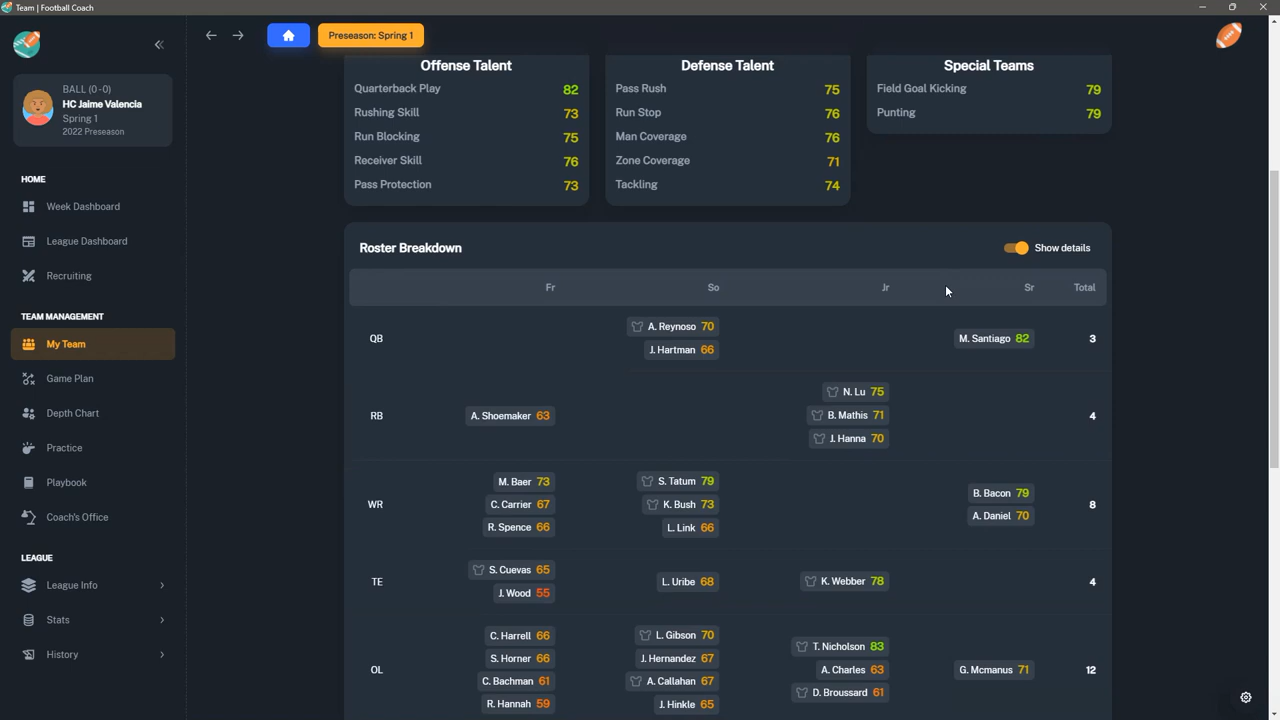 Team | Football Coach
Preseason: Spring 1
BALL (0-0)
HC Jaime Valencia
Spring 1
2022 Preseason
HOME
Week Dashboard
League Dashboard
Recruiting
TEAM MANAGEMENT
My Team
Game Plan
Depth Chart
Practice
Playbook
Coach's Office
LEAGUE
League Info
Stats
History
Offense Talent
Quarterback Play 82
Rushing Skill 73
Run Blocking 75
Receiver Skill 76
Pass Protection 73
Defense Talent
Pass Rush 75
Run Stop 76
Man Coverage 76
Zone Coverage 71
Tackling 74
Special Teams
Field Goal Kicking 79
Punting 79
Roster Breakdown Show details
Fr So Jr Sr Total
QB A. Reynoso 70 M. Santiago 82 3
J. Hartman 66
RB A. Shoemaker 63 N. Lu 75 4
B. Mathis 71
J. Hanna 70
WR M. Baer 73 S. Tatum 79 B. Bacon 79 8
C. Carrier 67 K. Bush 73 A. Daniel 70
R. Spence 66 L. Link 66
TE S. Cuevas 65 L. Uribe 68 K. Webber 78 4
J. Wood 55
OL C. Harrell 66 L. Gibson 70 T. Nicholson 83 G. Mcmanus 71 12
S. Horner 66 J. Hernandez 67 A. Charles 63
C. Bachman 61 A. Callahan 67 D. Broussard 61
R. Hannah 59 J. Hinkle 65